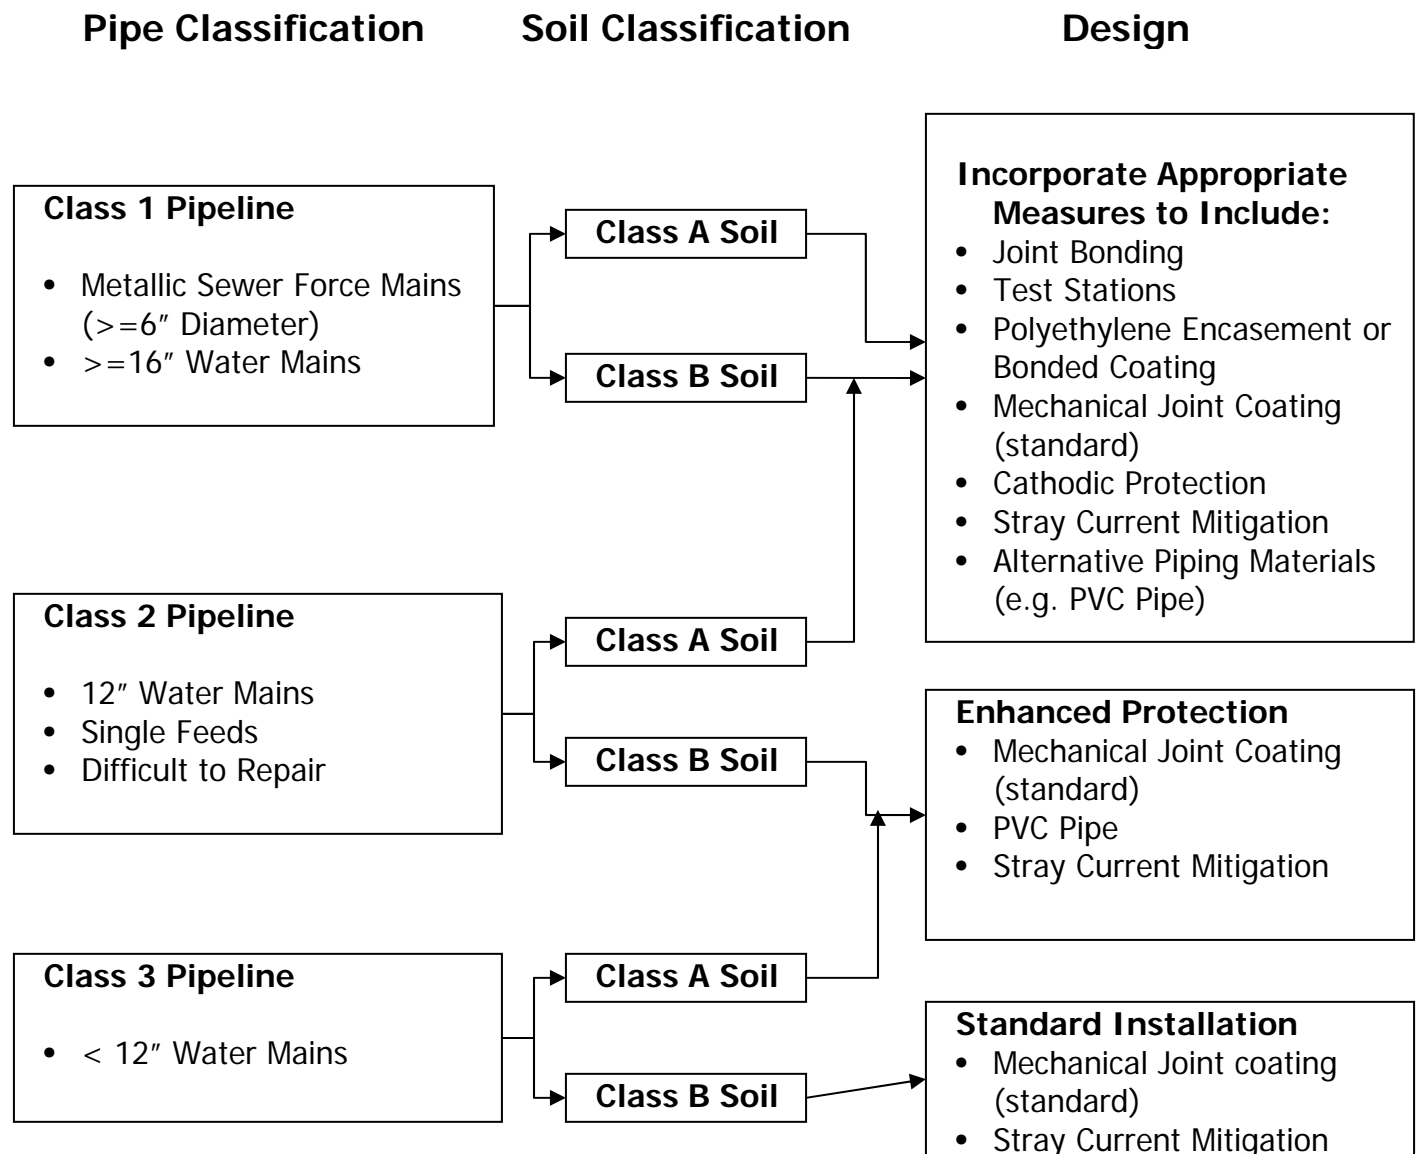 Pipe Classification Soil Classification Design
Class 1 Pipeline
• Metallic Sewer Force Mains
(>=6″ Diameter)
• >=16″ Water Mains
Class A Soil
Class B Soil
Incorporate Appropriate
Measures to Include:
• Joint Bonding
• Test Stations
• Polyethylene Encasement or
Bonded Coating
• Mechanical Joint Coating
(standard)
• Cathodic Protection
• Stray Current Mitigation
• Alternative Piping Materials
(e.g. PVC Pipe)
Class 2 Pipeline
• 12″ Water Mains
• Single Feeds
• Difficult to Repair
Class A Soil
Class B Soil
Enhanced Protection
• Mechanical Joint Coating
(standard)
• PVC Pipe
• Stray Current Mitigation
Class 3 Pipeline
• < 12″ Water Mains
Class A Soil
Class B Soil
Standard Installation
• Mechanical Joint coating
(standard)
• Stray Current Mitigation